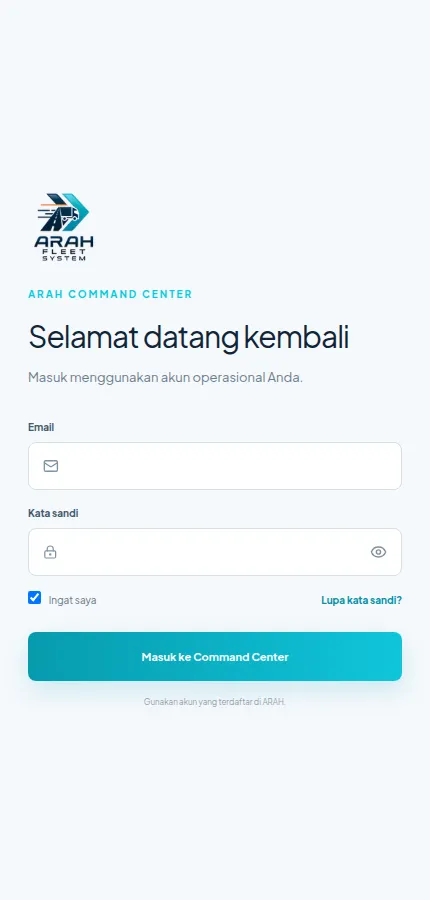 ARAH
FLEET
SYSTEM
ARAH COMMAND CENTER
Selamat datang kembali
Masuk menggunakan akun operasional Anda.
Email
Kata sandi
Ingat saya
Lupa kata sandi?
Masuk ke Command Center
Gunakan akun yang terdaftar di ARAH.